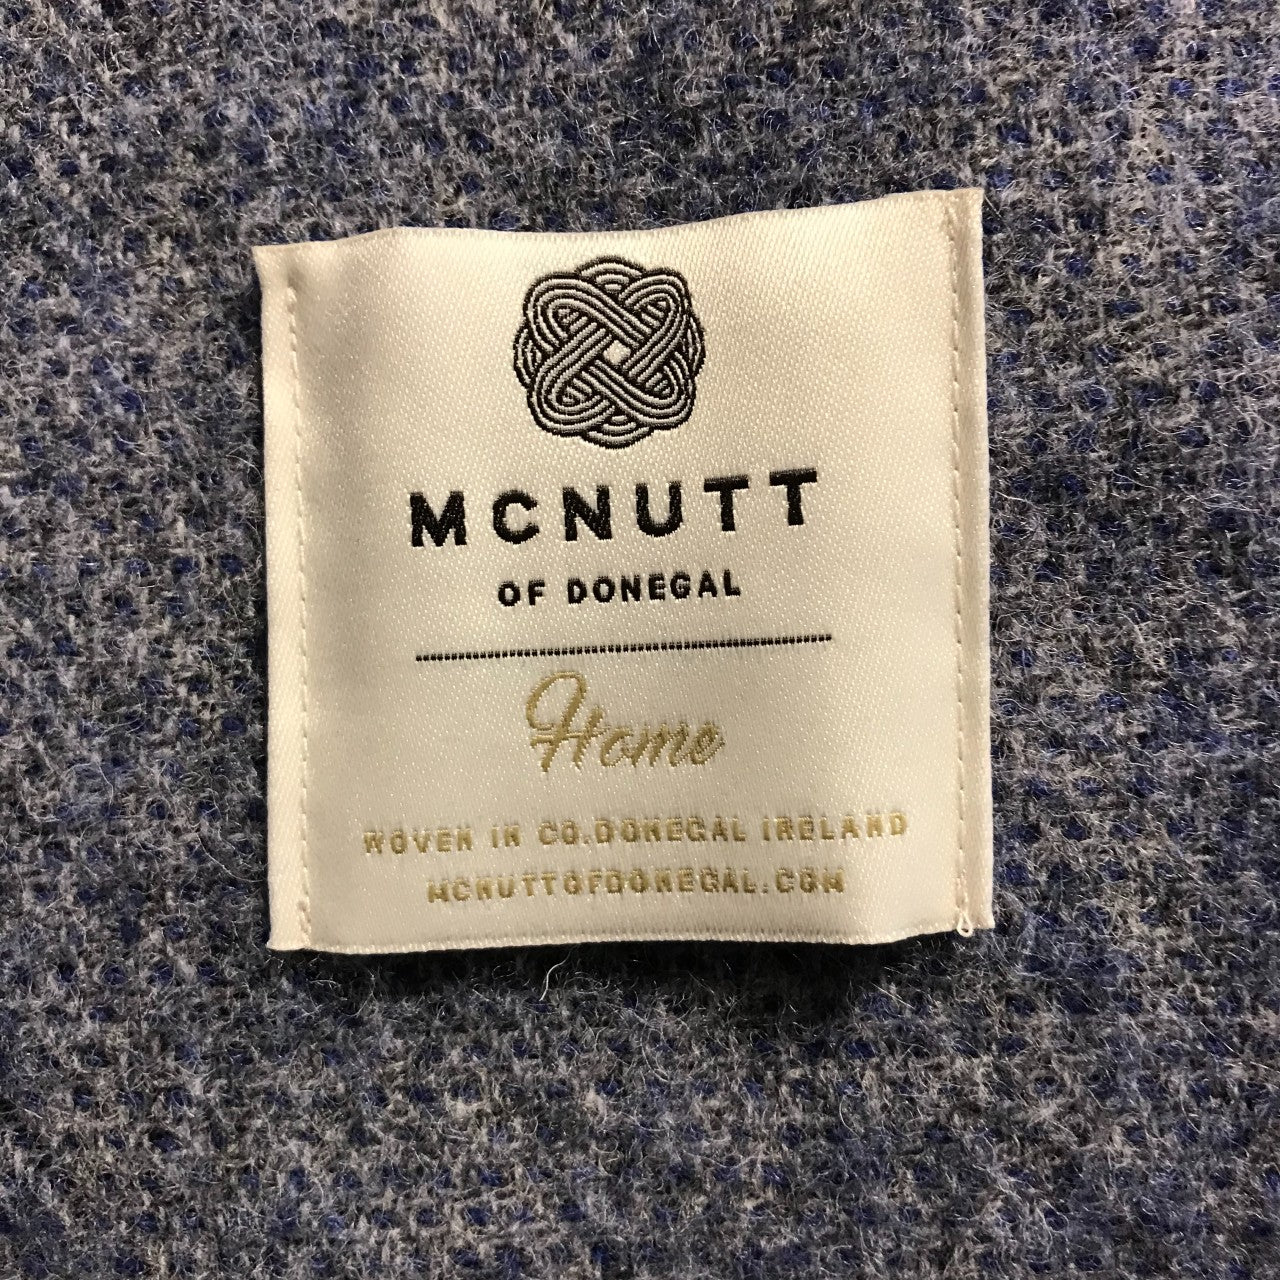 MCNUTT
OF DONEGAL
Home
WOVEN IN CO.DONEGAL IRELAND
MCNUTTOFDONEGAL.COM